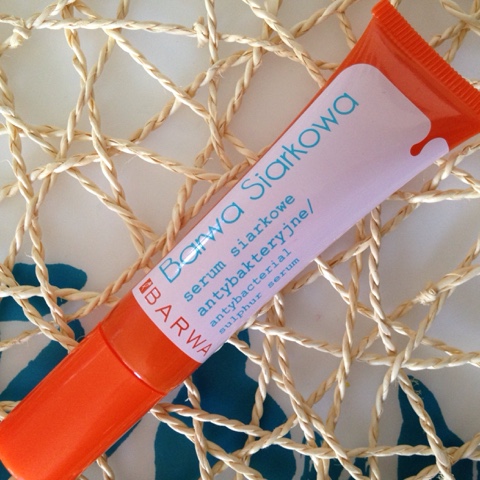 Barwa Siarkowa
serum siarkowe
antybakteryjne/
antybacterial
sulphur serum
BARWA